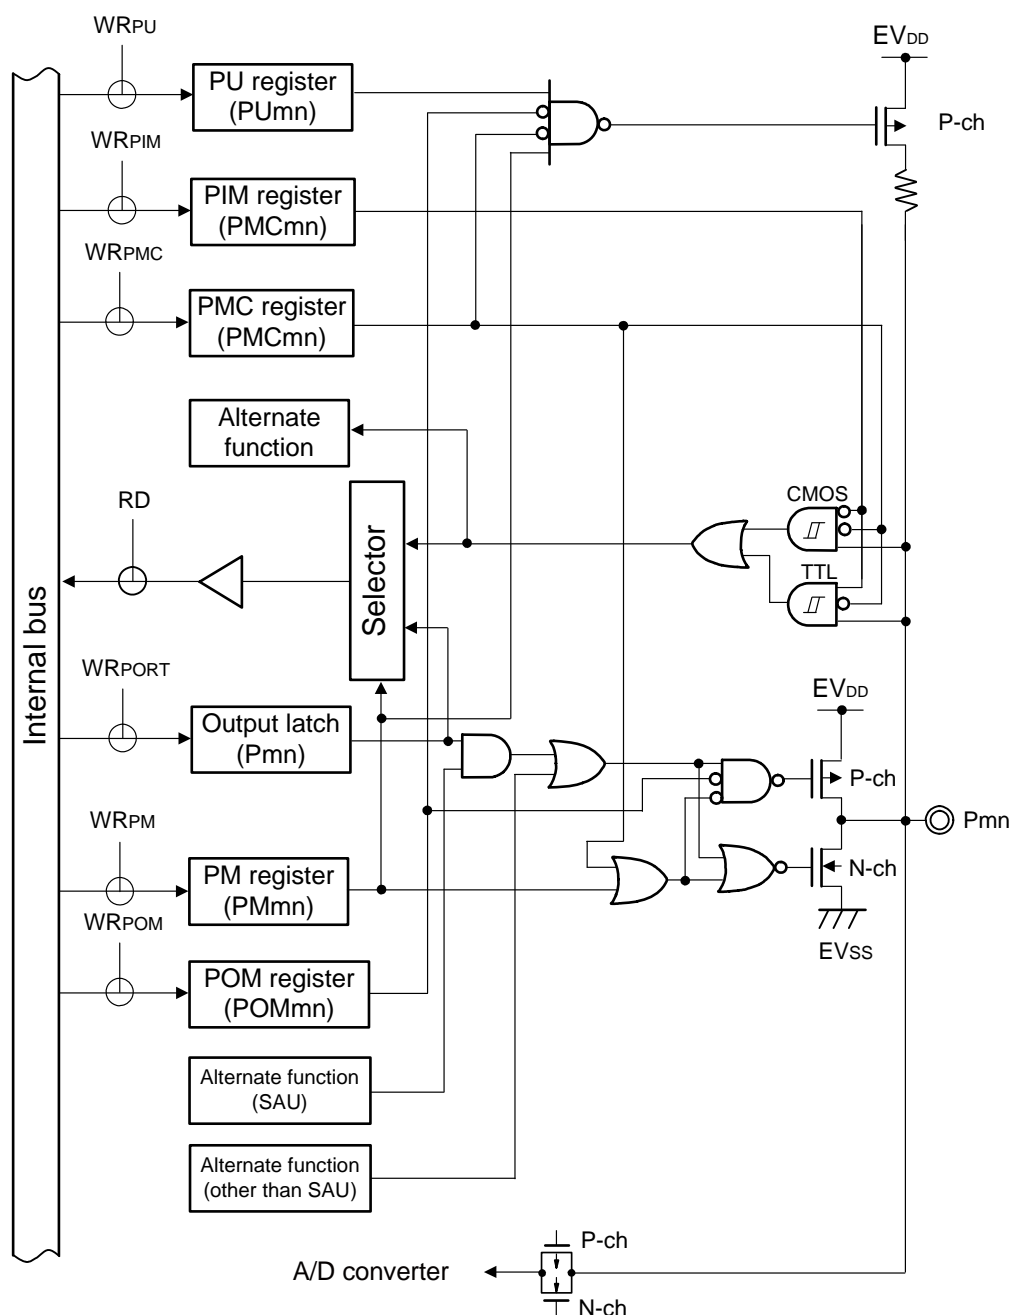 WRPU
EVDD
PU register
(PUmn)
P-ch
WRPIM
PIM register
(PMCmn)
WRPMC
PMC register
(PMCmn)
Alternate
function
CMOS
RD
TTL
Selector
Internal bus
WRPORT
EVDD
Output latch
(Pmn)
P-ch
WRPM
Pmn
PM register
(PMmn)
N-ch
WRPOM
EVSS
POM register
(POMmn)
Alternate function
(SAU)
Alternate function
(other than SAU)
P-ch
A/D converter
N-ch